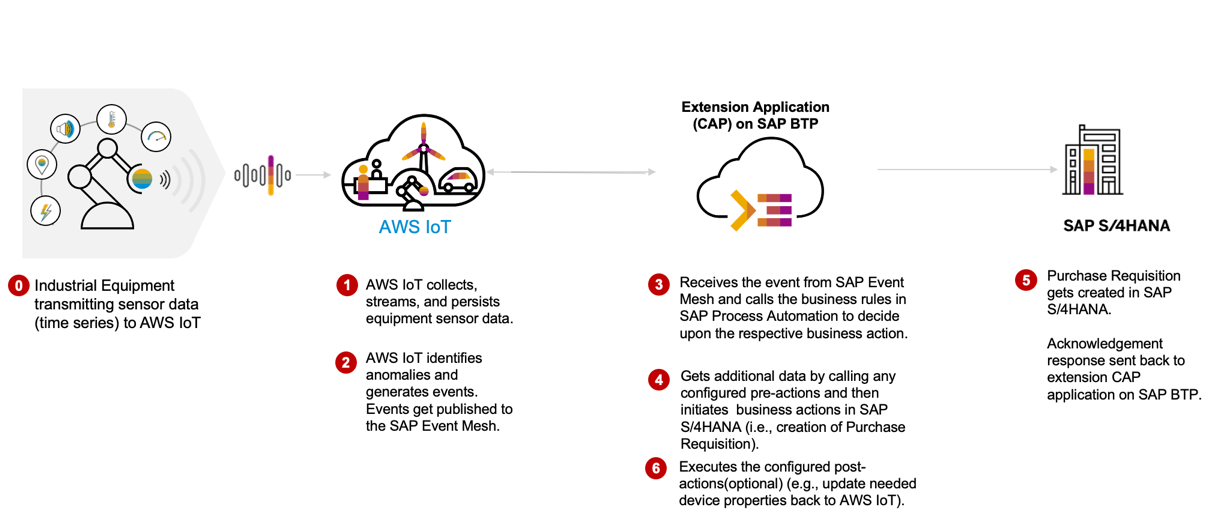 Extension Application
(CAP) on SAP BTP
AWS IoT
SAP S/4HANA
0 Industrial Equipment
transmitting sensor data
(time series) to AWS IoT
1 AWS IoT collects,
streams, and persists
equipment sensor data.
2 AWS IoT identifies
anomalies and
generates events.
Events get published to
the SAP Event Mesh.
3 Receives the event from SAP Event
Mesh and calls the business rules in
SAP Process Automation to decide
upon the respective business action.
4 Gets additional data by calling any
configured pre-actions and then
initiates business actions in SAP
S/4HANA (i.e., creation of Purchase
Requisition).
6 Executes the configured post-
actions(optional) (e.g., update needed
device properties back to AWS IoT).
5 Purchase Requisition
gets created in SAP
S/4HANA.
Acknowledgement
response sent back to
extension CAP
application on SAP BTP.